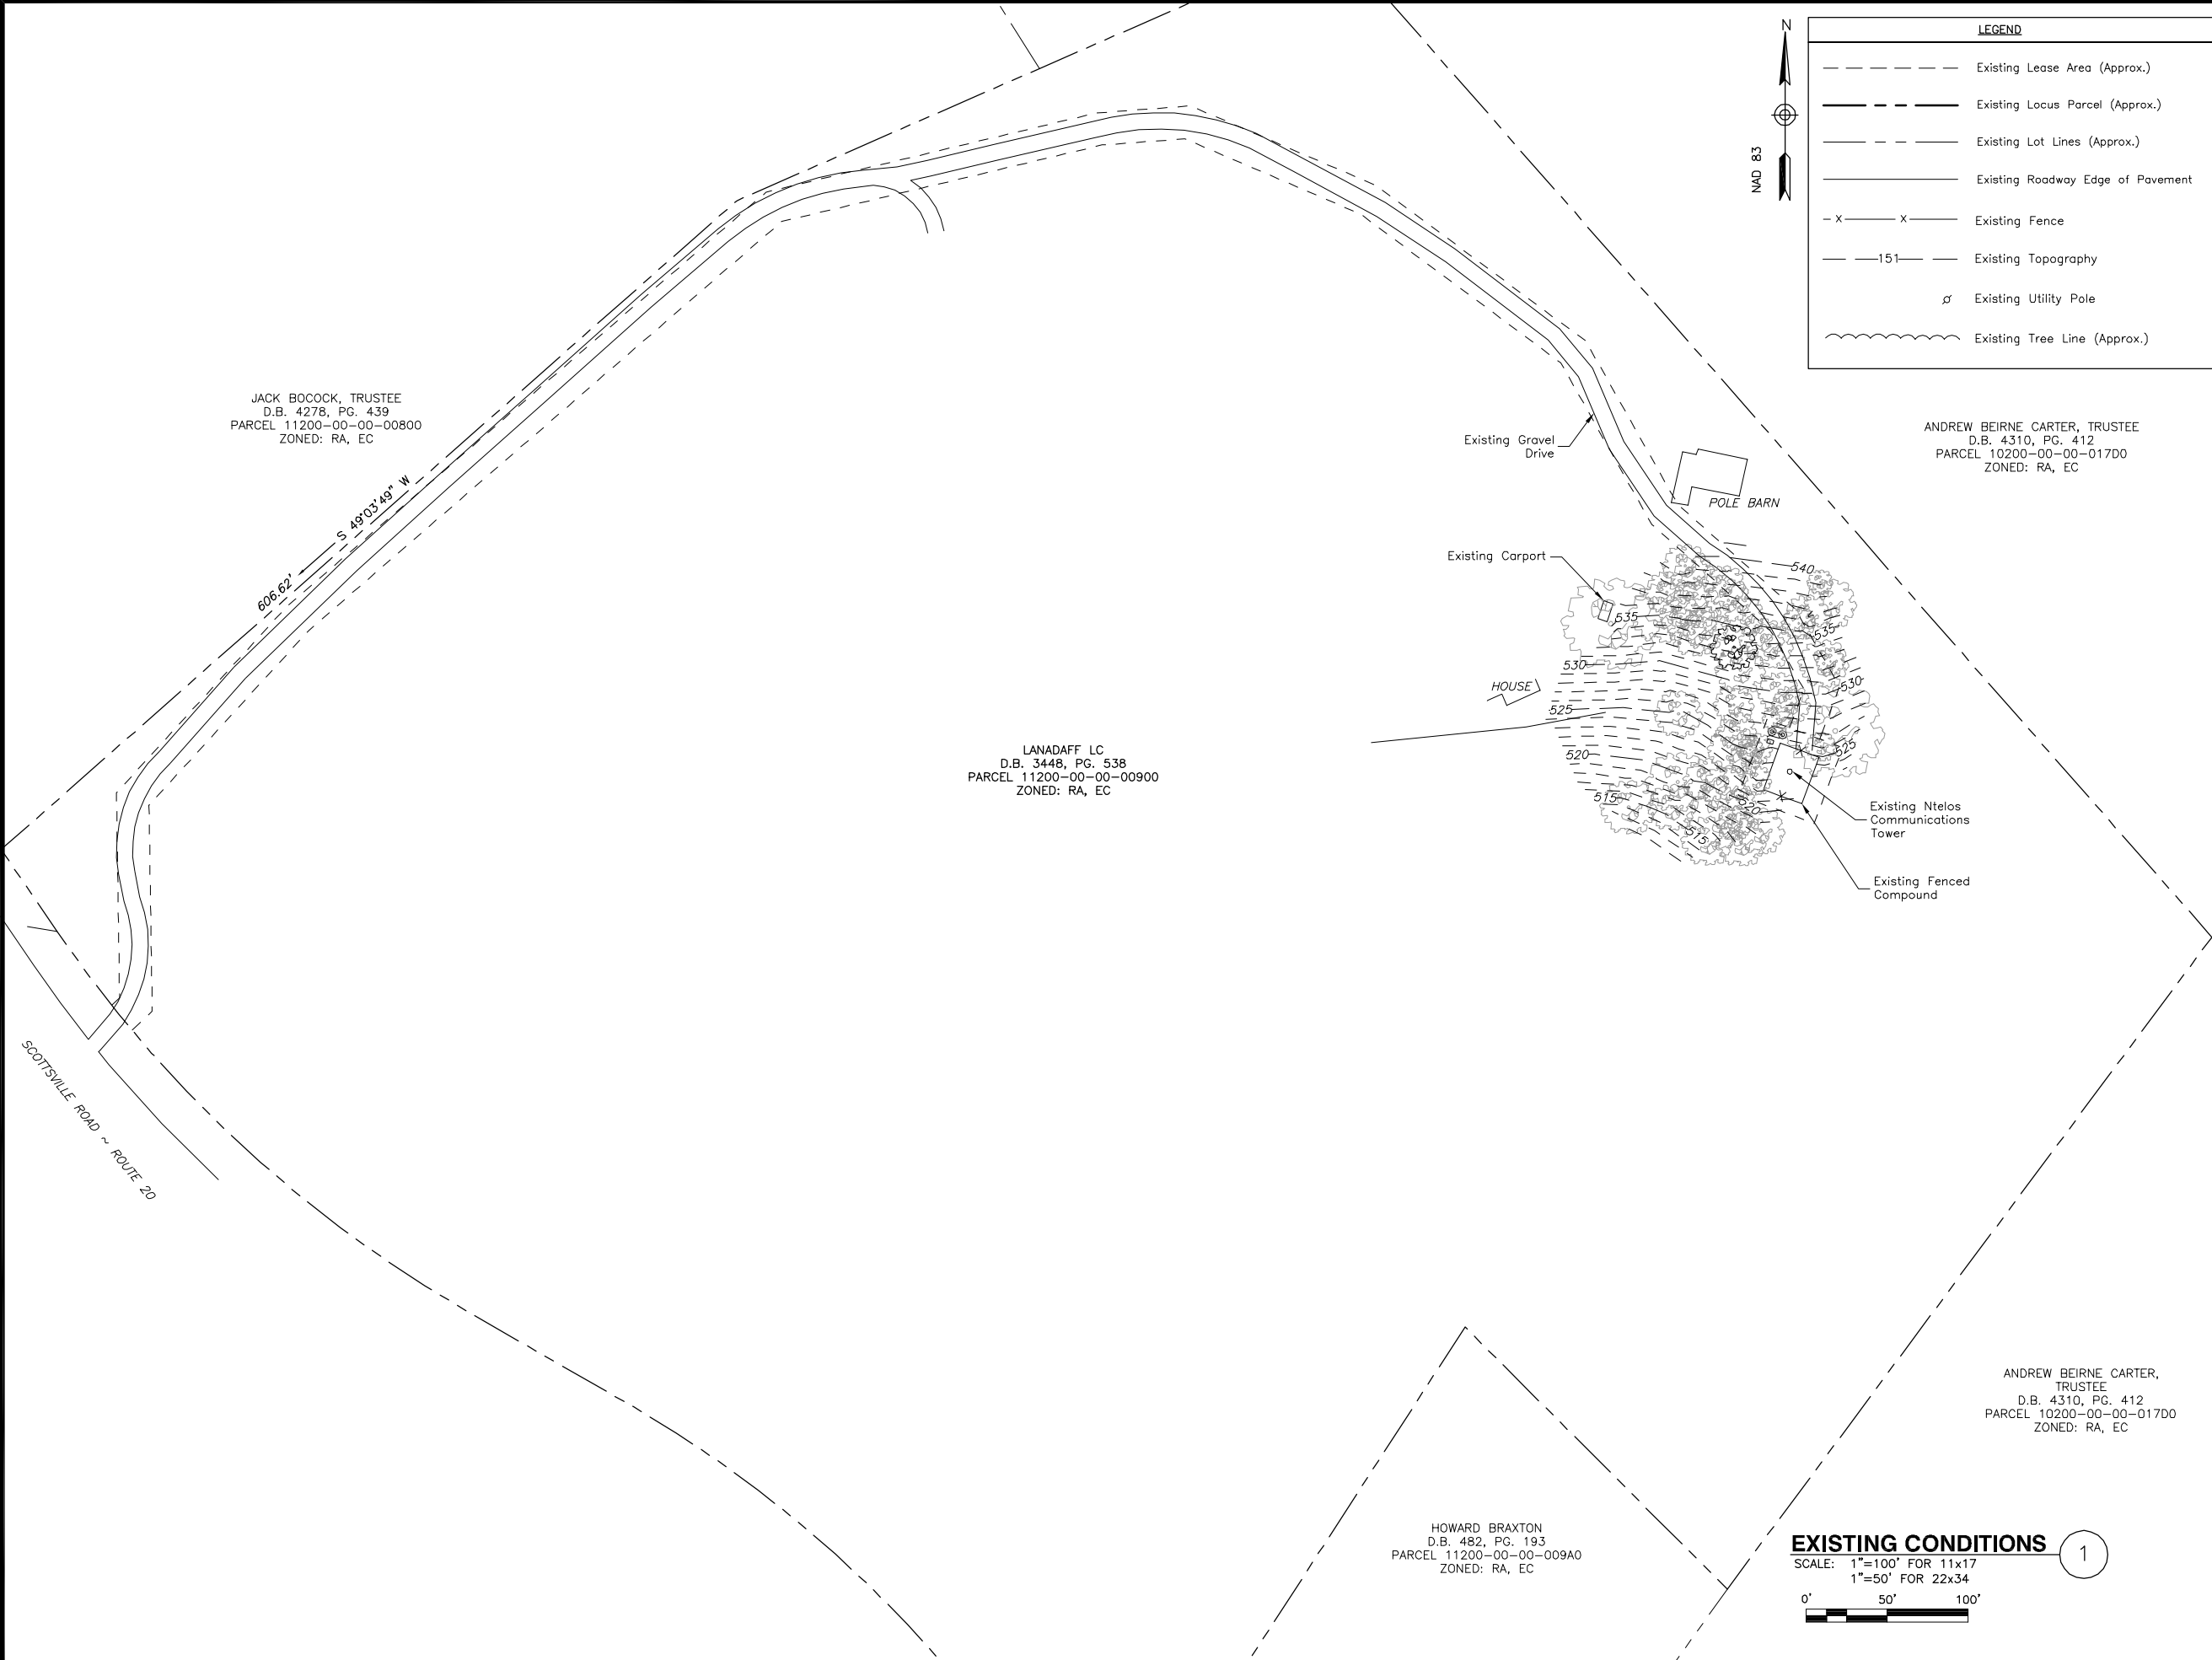 N
NAD 83
LEGEND
Existing Lease Area (Approx.)
Existing Locus Parcel (Approx.)
Existing Lot Lines (Approx.)
Existing Roadway Edge of Pavement
X X Existing Fence
151 Existing Topography
Existing Utility Pole
Existing Tree Line (Approx.)
JACK BOCOCK, TRUSTEE
D.B. 4278, PG. 439
PARCEL 11200-00-00-00800
ZONED: RA, EC
S 49°03'49" W
606.62'
ANDREW BEIRNE CARTER, TRUSTEE
D.B. 4310, PG. 412
PARCEL 10200-00-00-017D0
ZONED: RA, EC
Existing Gravel
Drive
POLE BARN
Existing Carport
540
535
535
530
530
HOUSE
525
525
520
515
520
515
LANADAFF LC
D.B. 3448, PG. 538
PARCEL 11200-00-00-00900
ZONED: RA, EC
Existing Ntelos
Communications
Tower
Existing Fenced
Compound
SCOTTSVILLE ROAD ~ ROUTE 20
ANDREW BEIRNE CARTER,
TRUSTEE
D.B. 4310, PG. 412
PARCEL 10200-00-00-017D0
ZONED: RA, EC
HOWARD BRAXTON
D.B. 482, PG. 193
PARCEL 11200-00-00-009A0
ZONED: RA, EC
EXISTING CONDITIONS 1
SCALE: 1"=100' FOR 11x17
1"=50' FOR 22x34
0' 50' 100'